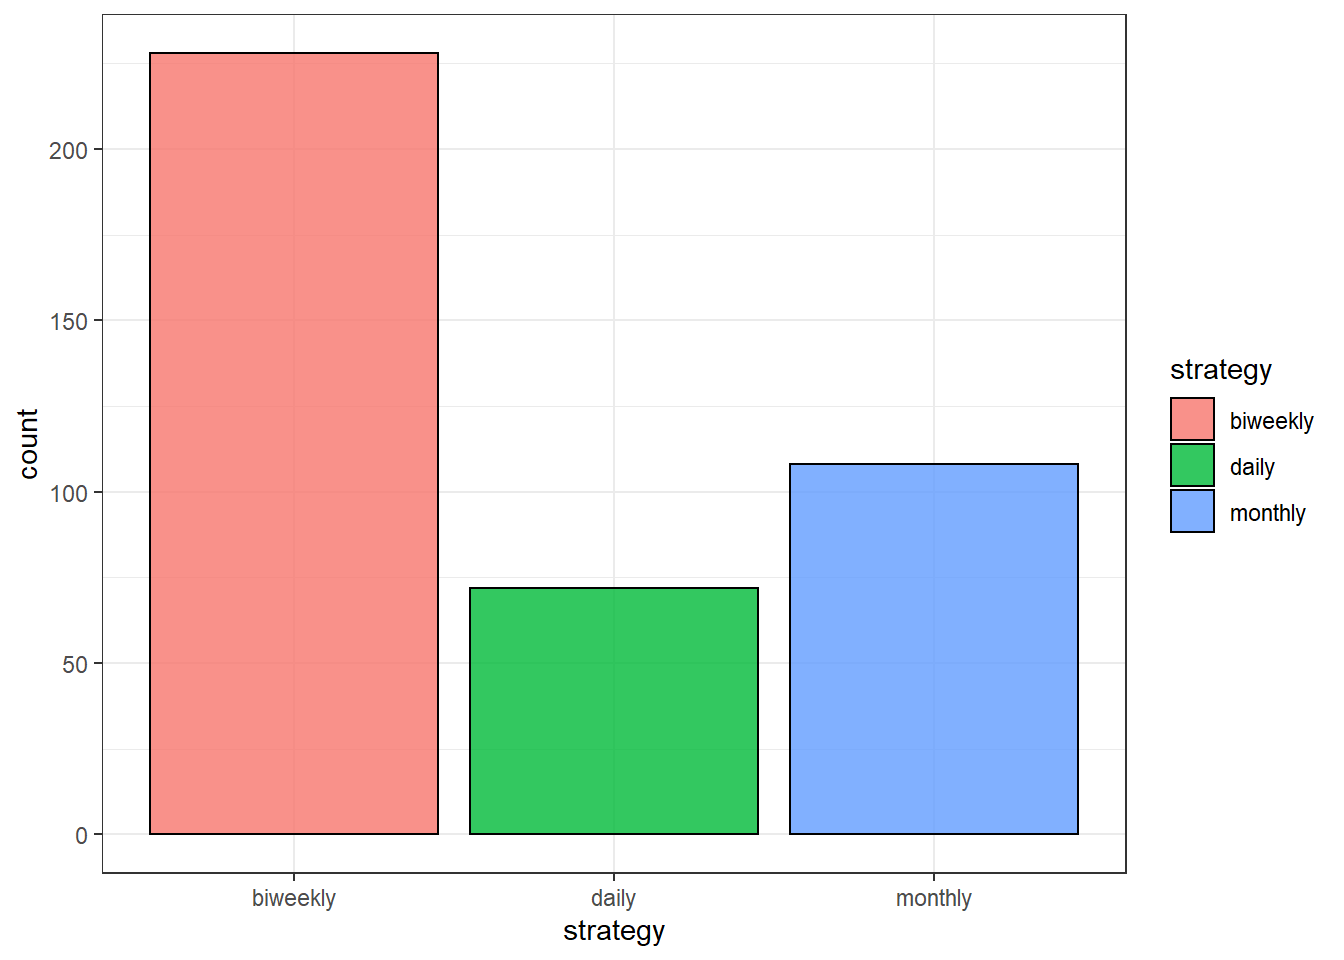 count
200
150
100
50
0
biweekly
daily
monthly
strategy
strategy
biweekly
daily
monthly